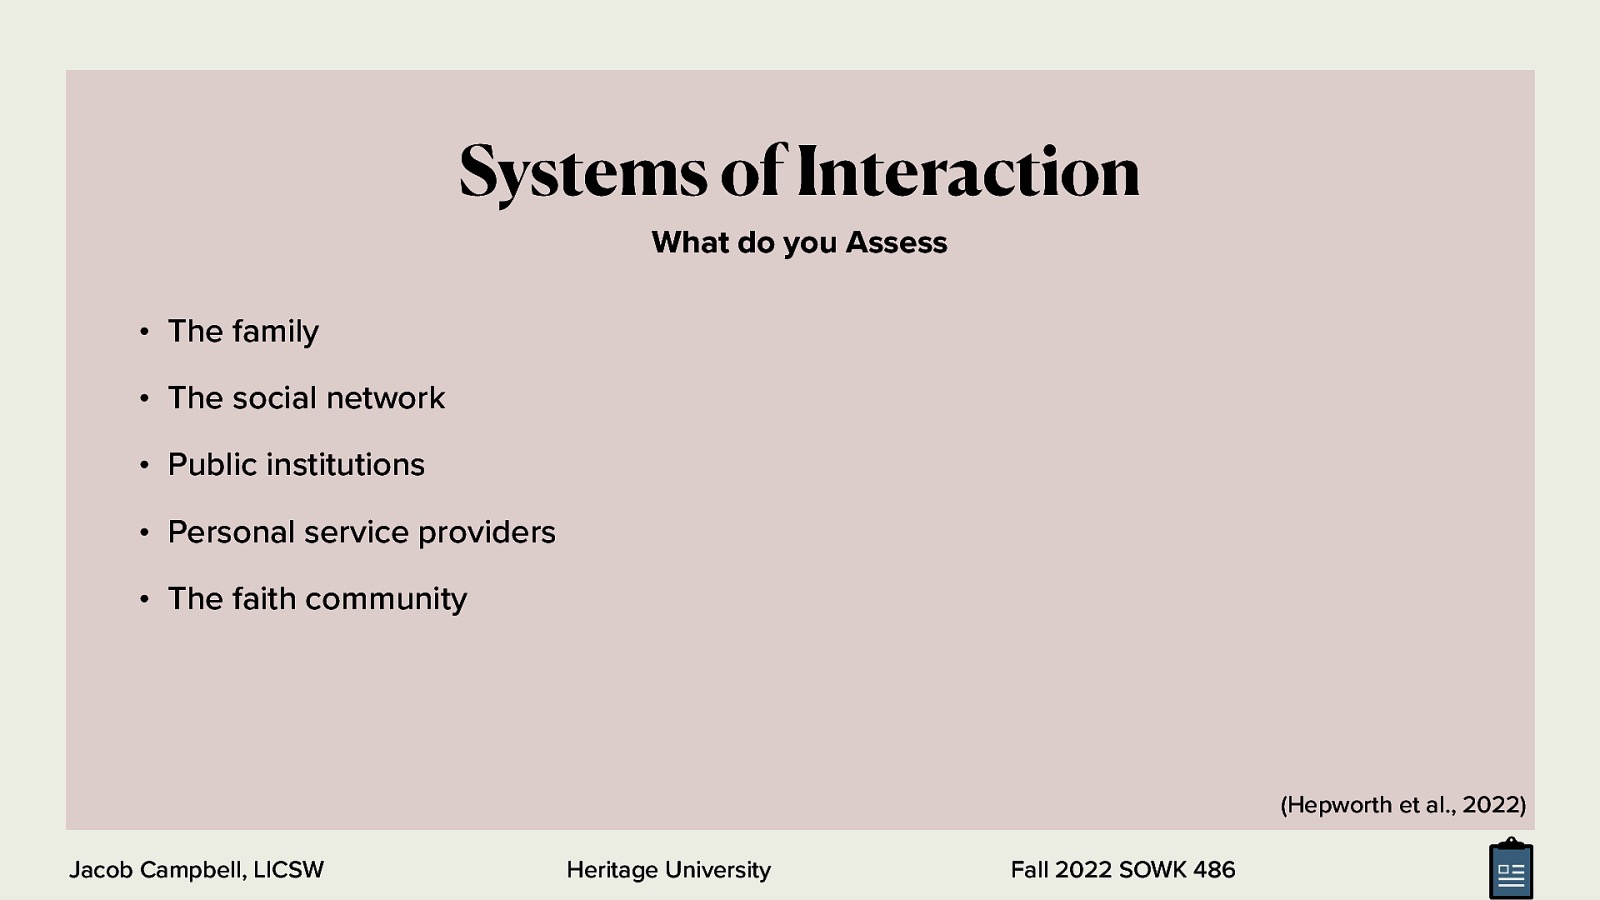 Systems of Interaction
What do you Assess
• The family
• The social network
• Public institutions
• Personal service providers
• The faith community
(Hepworth et al., 2022)
Jacob Campbell, LICSW
Heritage University
Fall 2022 SOWK 486